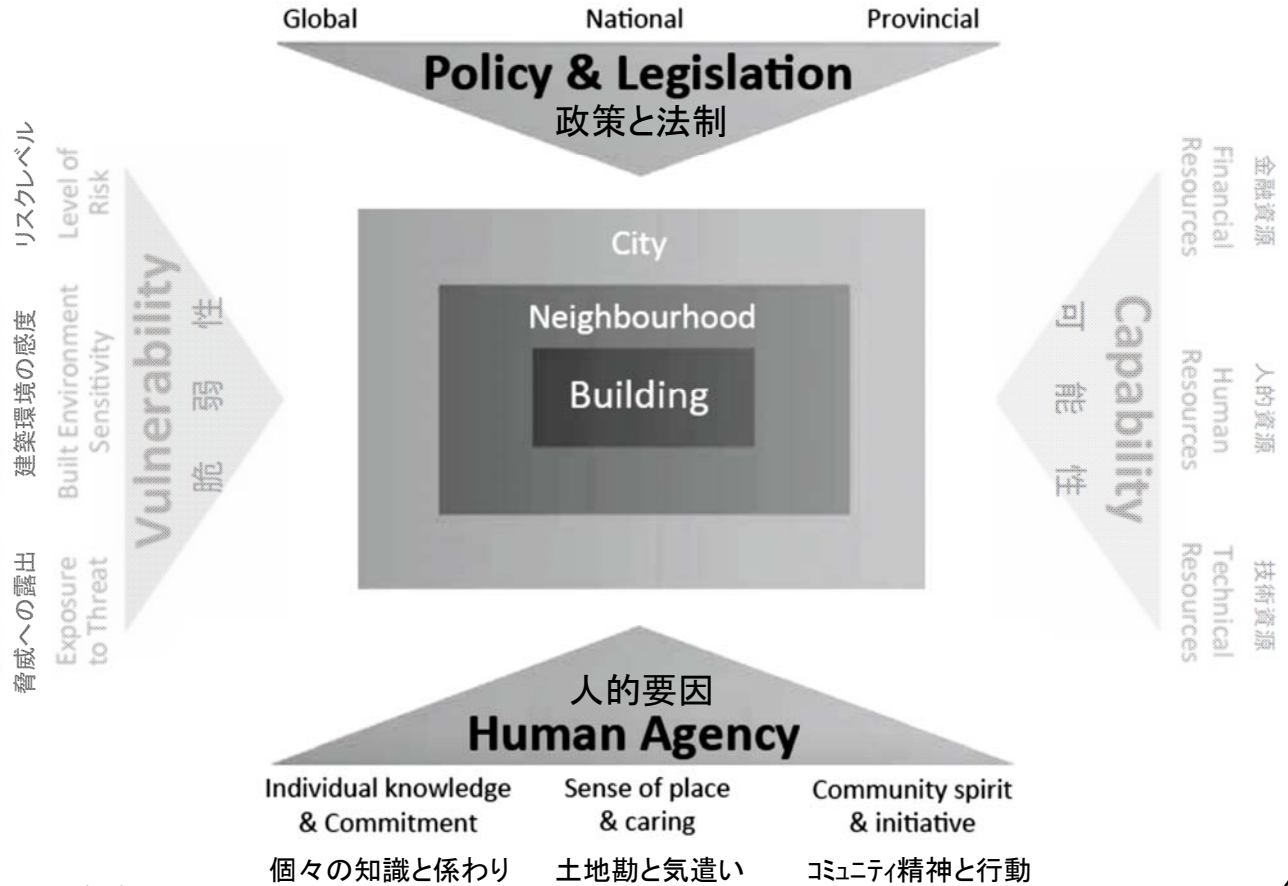 Global National Provincial
Policy & Legislation
政策と法制
リスクレベル
Level of
Risk
建築環境の感度
Built Environment
Sensitivity
脅威への露出
Exposure
to Threat
Vulnerability
脆弱性
City
Neighbourhood
Building
可能性
Capability
Financial
Resources
金融資源
Human
Resources
人的資源
Technical
Resources
技術資源
人的要因
Human Agency
Individual knowledge
& Commitment
Sense of place
& caring
Community spirit
& initiative
個々の知識と係わり
土地勘と気遣い
コミュニティ精神と行動